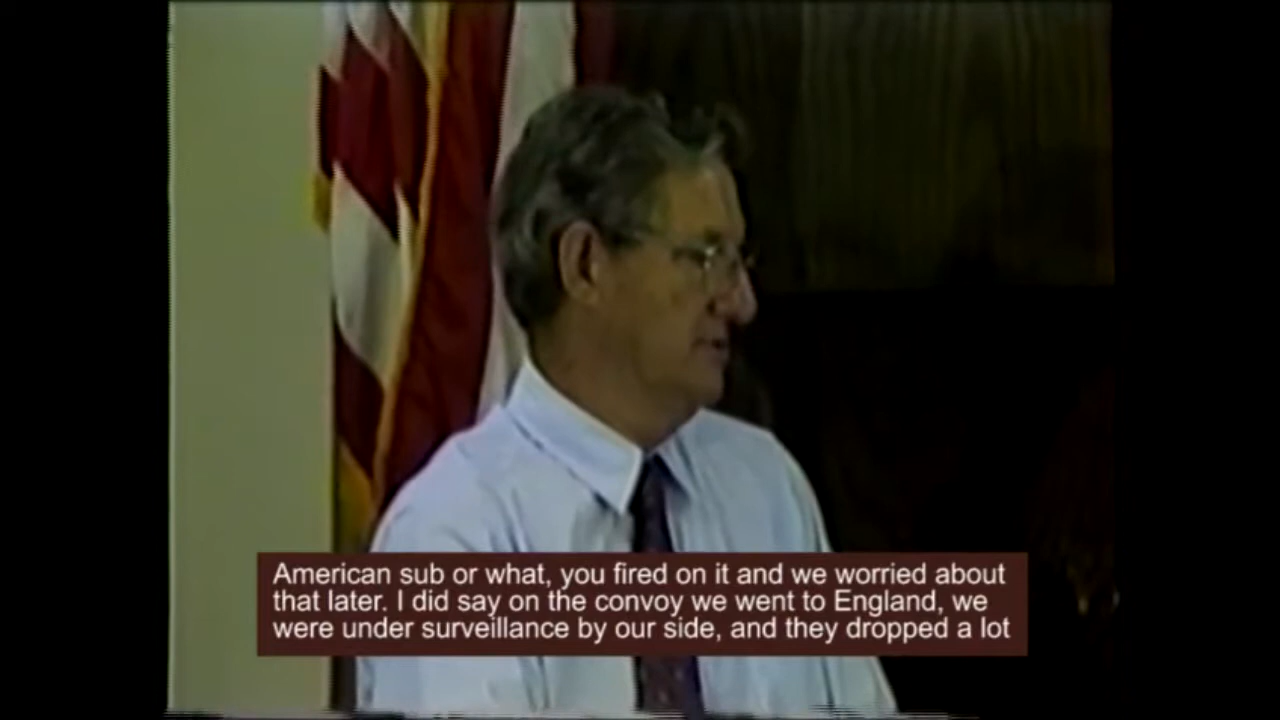 American sub or what, you fired on it and we worried about
that later. I did say on the convoy we went to England, we
were under surveillance by our side, and they dropped a lot